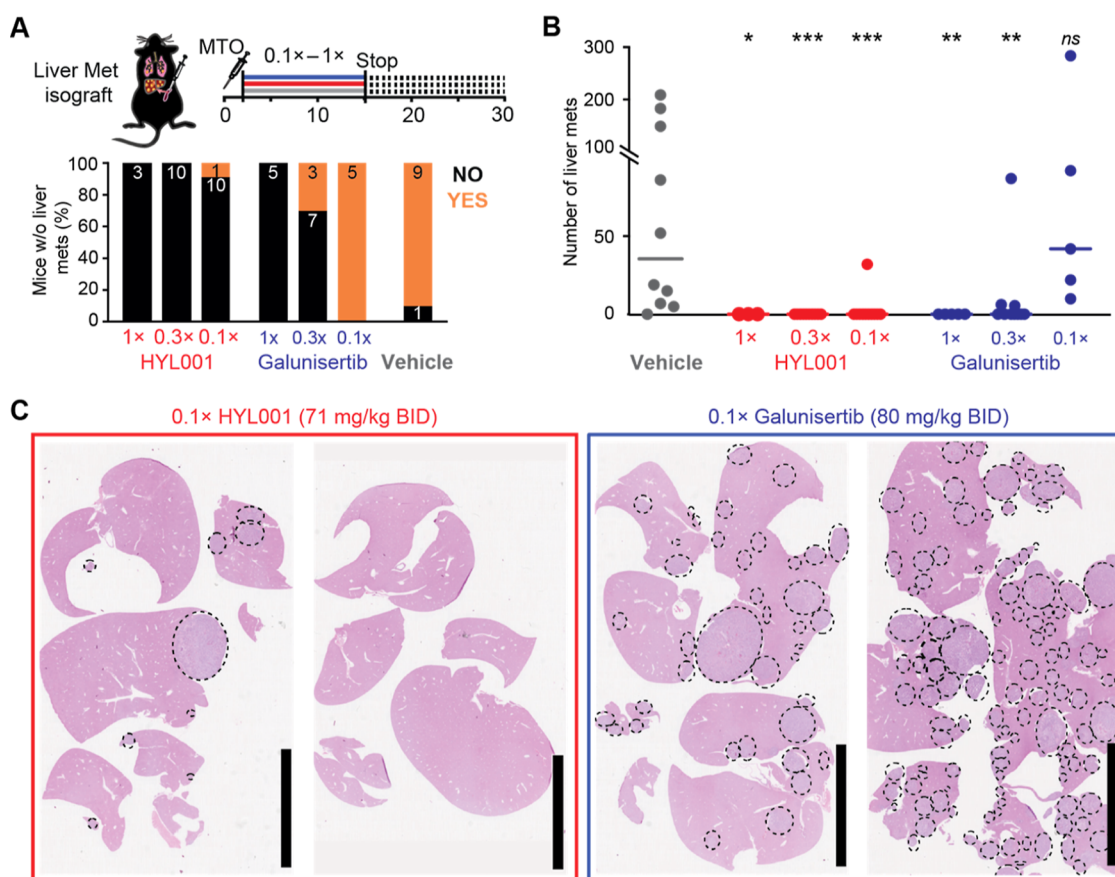 A
Liver Met
isograft
MTO
0.1×–1×
Stop
0
10
20
30
Mice w/o liver
mets (%)
100
80
60
40
20
0
3
10
1
10
5
3
7
5
9
1
NO
YES
1×
0.3×
0.1×
HYL001
1x
0.3x
0.1x
Galunisertib
Vehicle
B
Number of liver mets
300
200
100
50
0
*
***
***
**
**
ns
Vehicle
1×
0.3×
0.1×
HYL001
1×
0.3×
0.1×
Galunisertib
C
0.1× HYL001 (71 mg/kg BID)
0.1× Galunisertib (80 mg/kg BID)